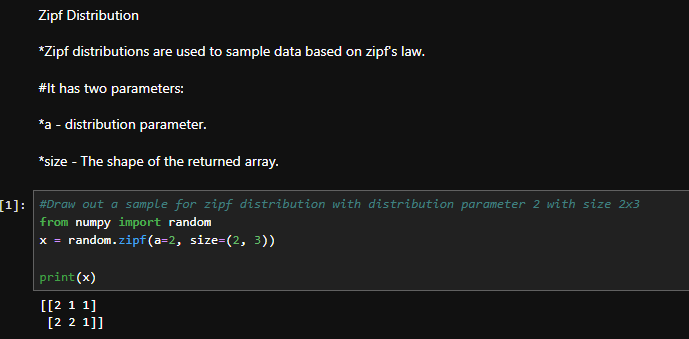 Zipf Distribution
*Zipf distributions are used to sample data based on zipf's law.
#It has two parameters:
*a - distribution parameter.
*size - The shape of the returned array.
[1]: #Draw out a sample for zipf distribution with distribution parameter 2 with size 2x3
from numpy import random
x = random.zipf(a=2, size=(2, 3))
print(x)
[[2 1 1]
[2 2 1]]